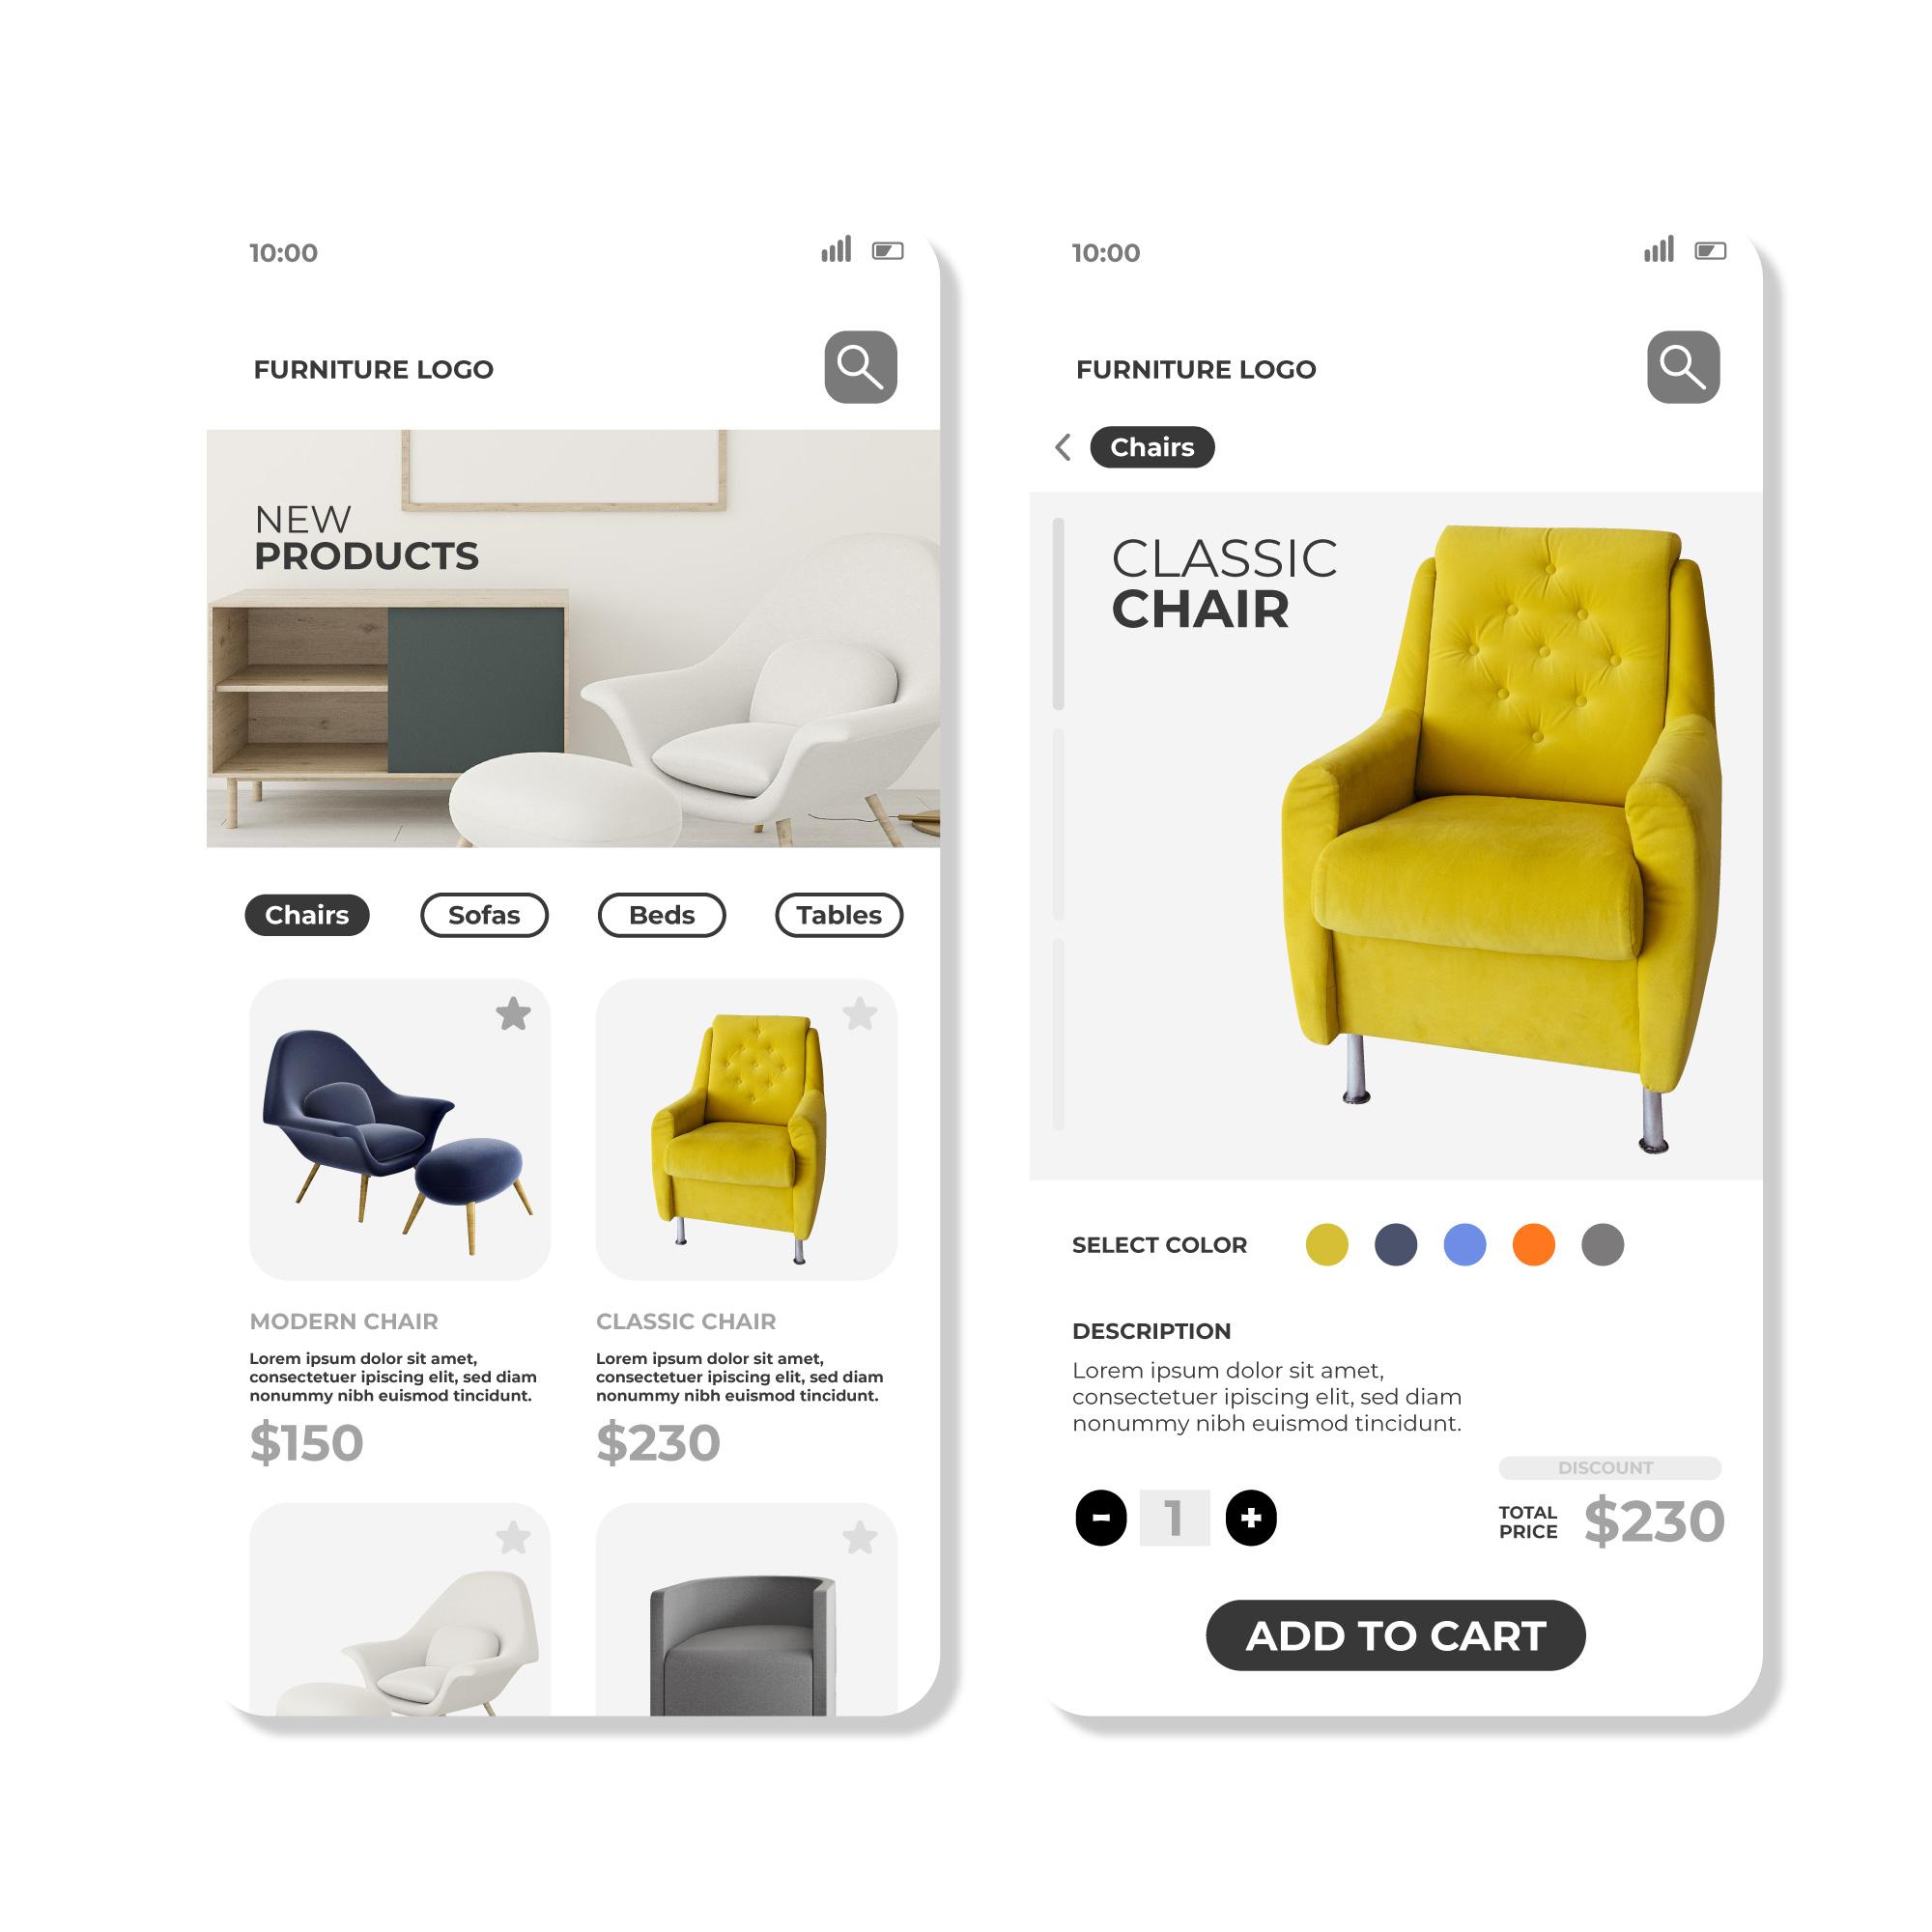 10:00
FURNITURE LOGO
NEW
PRODUCTS
Chairs
Sofas
Beds
Tables
MODERN CHAIR
Lorem ipsum dolor sit amet,
consectetuer ipiscing elit, sed diam
nonummy nibh euismod tincidunt.
$150
CLASSIC CHAIR
Lorem ipsum dolor sit amet,
consectetuer ipiscing elit, sed diam
nonummy nibh euismod tincidunt.
$230
10:00
FURNITURE LOGO
Chairs
CLASSIC
CHAIR
SELECT COLOR
DESCRIPTION
Lorem ipsum dolor sit amet,
consectetuer ipiscing elit, sed diam
nonummy nibh euismod tincidunt.
- 1 +
DISCOUNT
TOTAL
PRICE
$230
ADD TO CART